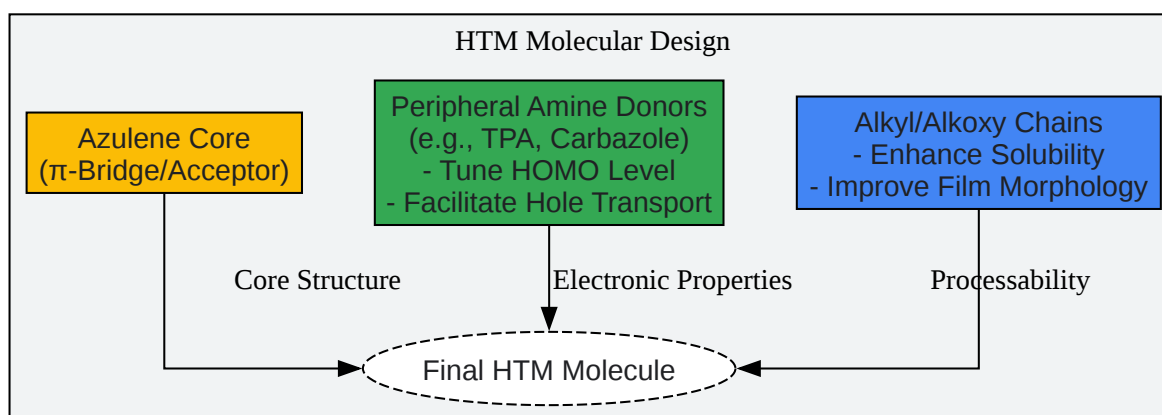 HTM Molecular Design
Azulene Core
(π-Bridge/Acceptor)
Peripheral Amine Donors
(e.g., TPA, Carbazole)
- Tune HOMO Level
- Facilitate Hole Transport
Alkyl/Alkoxy Chains
- Enhance Solubility
- Improve Film Morphology
Core Structure
Electronic Properties
Processability
Final HTM Molecule